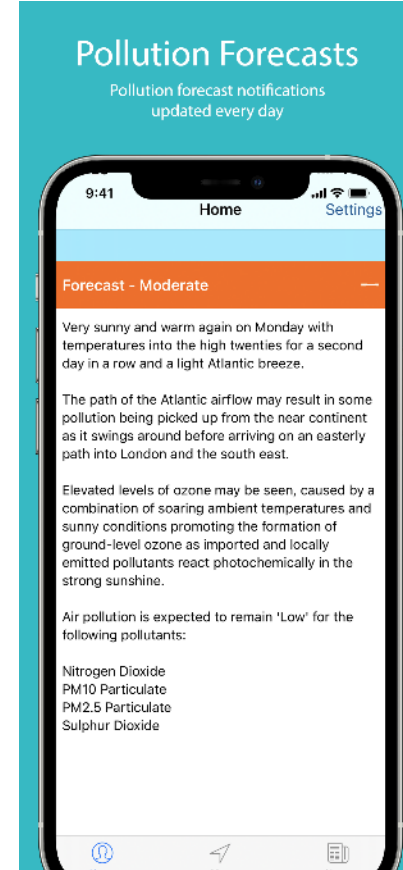 Pollution Forecasts
Pollution forecast notifications
updated every day
9:41
Home
Settings
Forecast - Moderate
Very sunny and warm again on Monday with
temperatures into the high twenties for a second
day in a row and a light Atlantic breeze.
The path of the Atlantic airflow may result in some
pollution being picked up from the near continent
as it swings around before arriving on an easterly
path into London and the south east.
Elevated levels of ozone may be seen, caused by a
combination of soaring ambient temperatures and
sunny conditions promoting the formation of
ground-level ozone as imported and locally
emitted pollutants react photochemically in the
strong sunshine.
Air pollution is expected to remain 'Low' for the
following pollutants:
Nitrogen Dioxide
PM10 Particulate
PM2.5 Particulate
Sulphur Dioxide